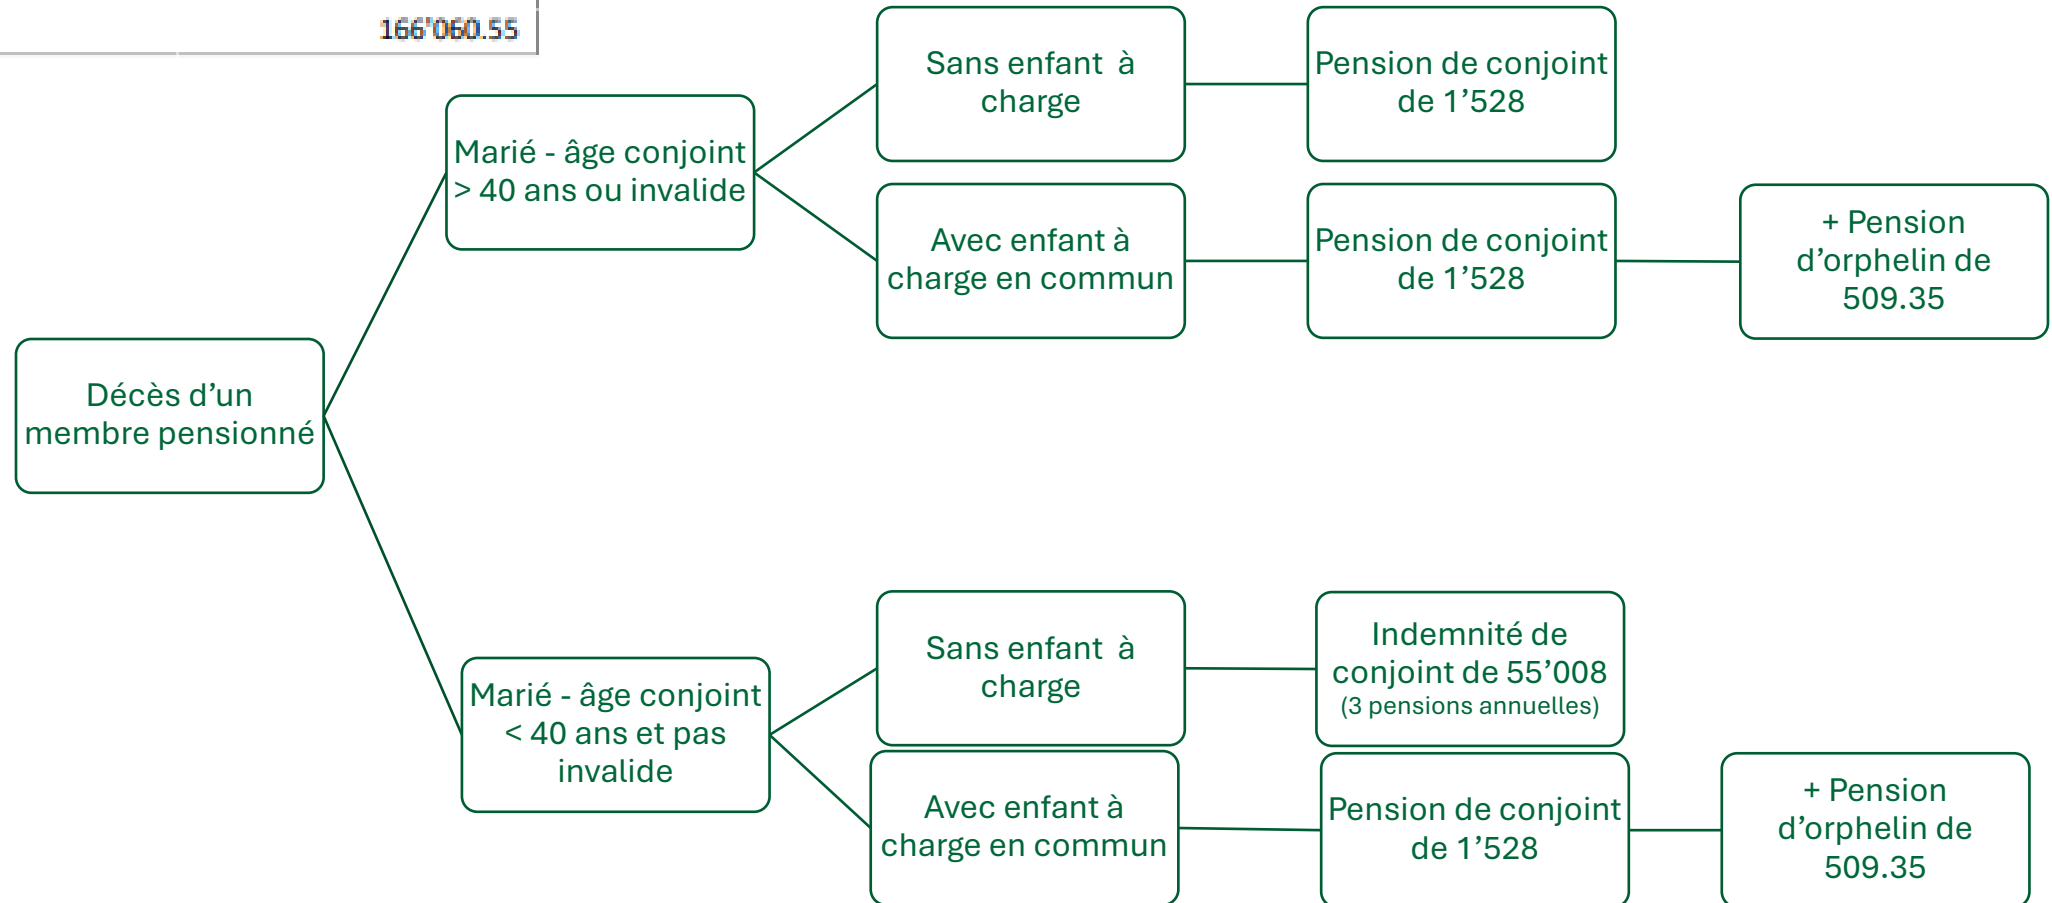 166'060.55
Sans enfant à
charge
Pension de conjoint
de 1’528
Marié - âge conjoint
> 40 ans ou invalide
Avec enfant à
charge en commun
Pension de conjoint
de 1’528
+ Pension
d’orphelin de
509.35
Décès d’un
membre pensionné
Sans enfant à
charge
Indemnité de
conjoint de 55’008
(3 pensions annuelles)
Marié - âge conjoint
< 40 ans et pas
invalide
Avec enfant à
charge en commun
Pension de conjoint
de 1’528
+ Pension
d’orphelin de
509.35